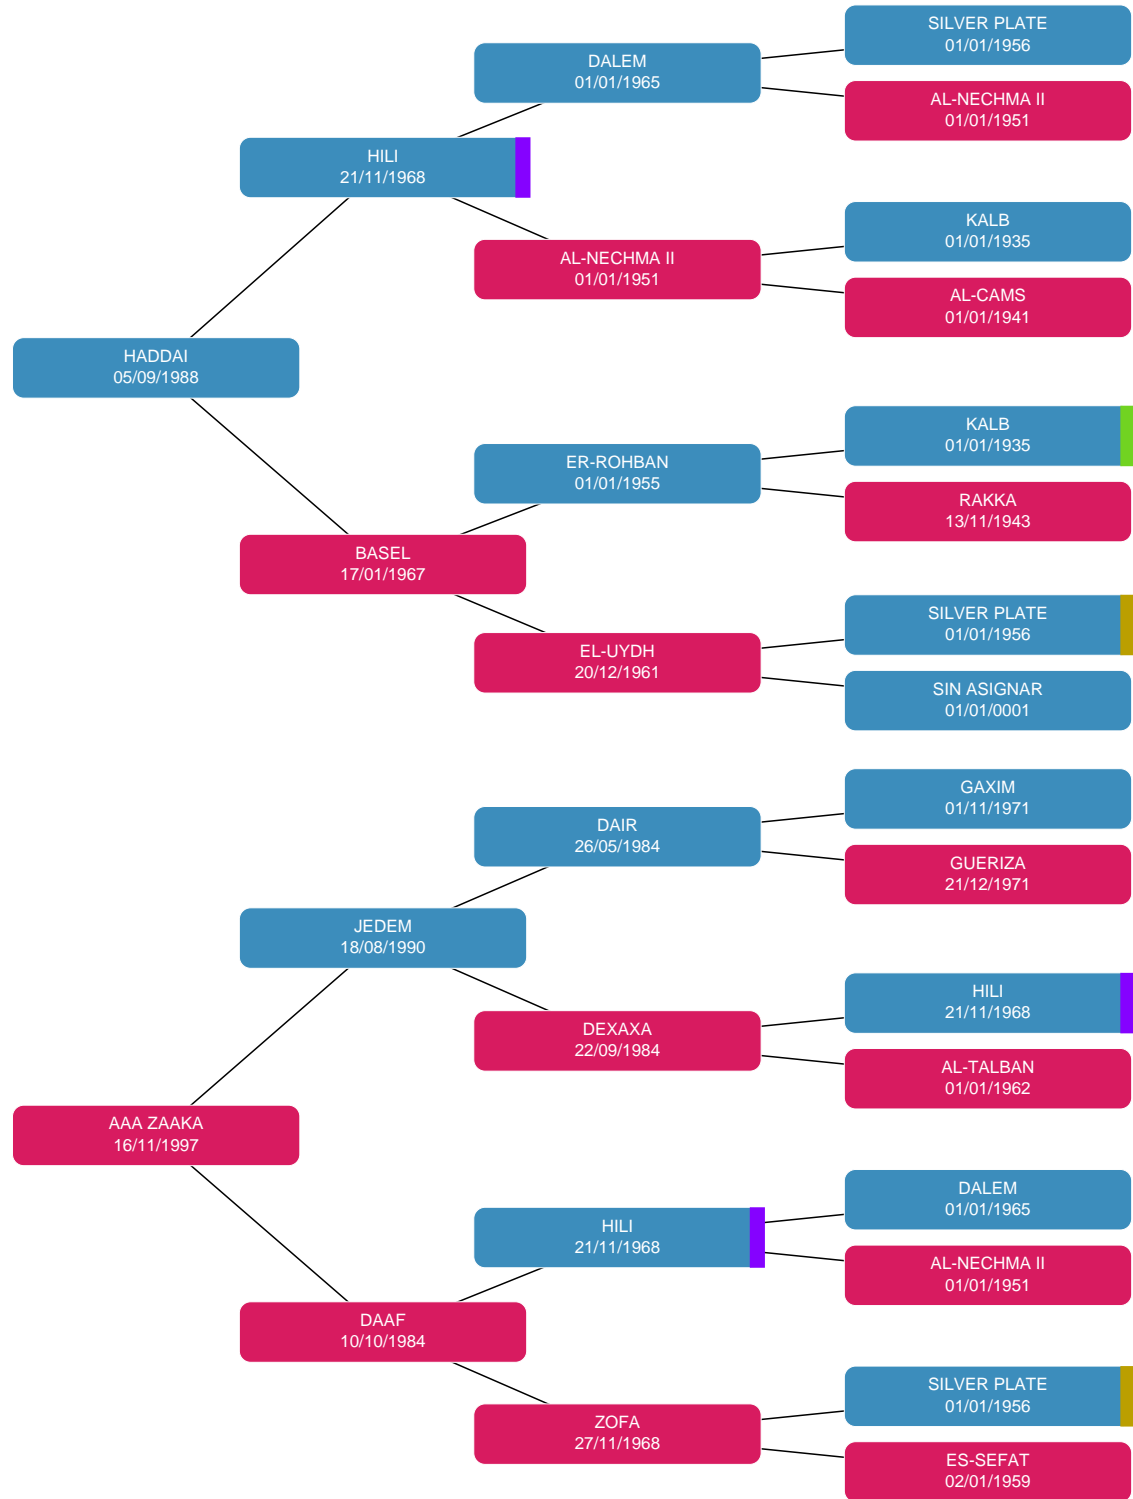 SILVER PLATE
01/01/1956
DALEM
01/01/1965
AL-NECHMA II
01/01/1951
HILI
21/11/1968
KALB
01/01/1935
AL-NECHMA II
01/01/1951
AL-CAMS
01/01/1941
HADDAI
05/09/1988
KALB
01/01/1935
ER-ROHBAN
01/01/1955
RAKKA
13/11/1943
BASEL
17/01/1967
SILVER PLATE
01/01/1956
EL-UYDH
20/12/1961
SIN ASIGNAR
01/01/0001
GAXIM
01/11/1971
DAIR
26/05/1984
GUERIZA
21/12/1971
JEDEM
18/08/1990
HILI
21/11/1968
DEXAXA
22/09/1984
AL-TALBAN
01/01/1962
AAA ZAAKA
16/11/1997
DALEM
01/01/1965
HILI
21/11/1968
AL-NECHMA II
01/01/1951
DAAF
10/10/1984
SILVER PLATE
01/01/1956
ZOFA
27/11/1968
ES-SEFAT
02/01/1959